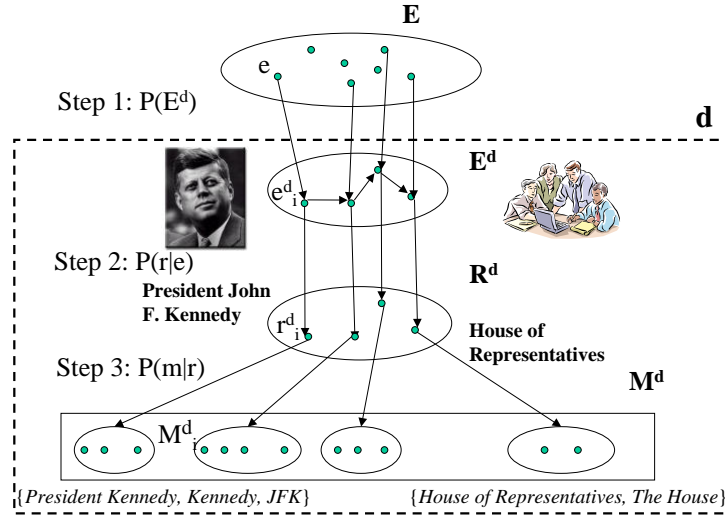 E
e
Step 1: P(E^d)
d
E^d
e^d_i
Step 2: P(r|e)
R^d
President John
F. Kennedy
r^d_i
House of
Representatives
Step 3: P(m|r)
M^d
M^d_i
{President Kennedy, Kennedy, JFK}
{House of Representatives, The House}